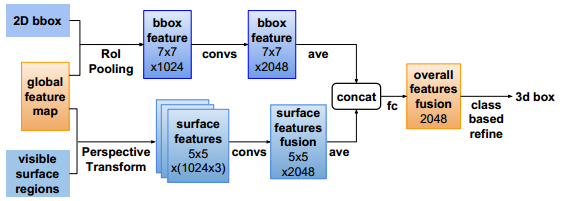 2D bbox
global
feature
map
visible
surface
regions
RoI
Pooling
Perspective
Transform
bbox
feature
7x7
x1024
convs
bbox
feature
7x7
x2048
ave
surface
features
5x5
x(1024x3)
convs
surface
features
fusion
5x5
x2048
ave
concat
fc
overall
features
fusion
2048
class
based
refine
3d box